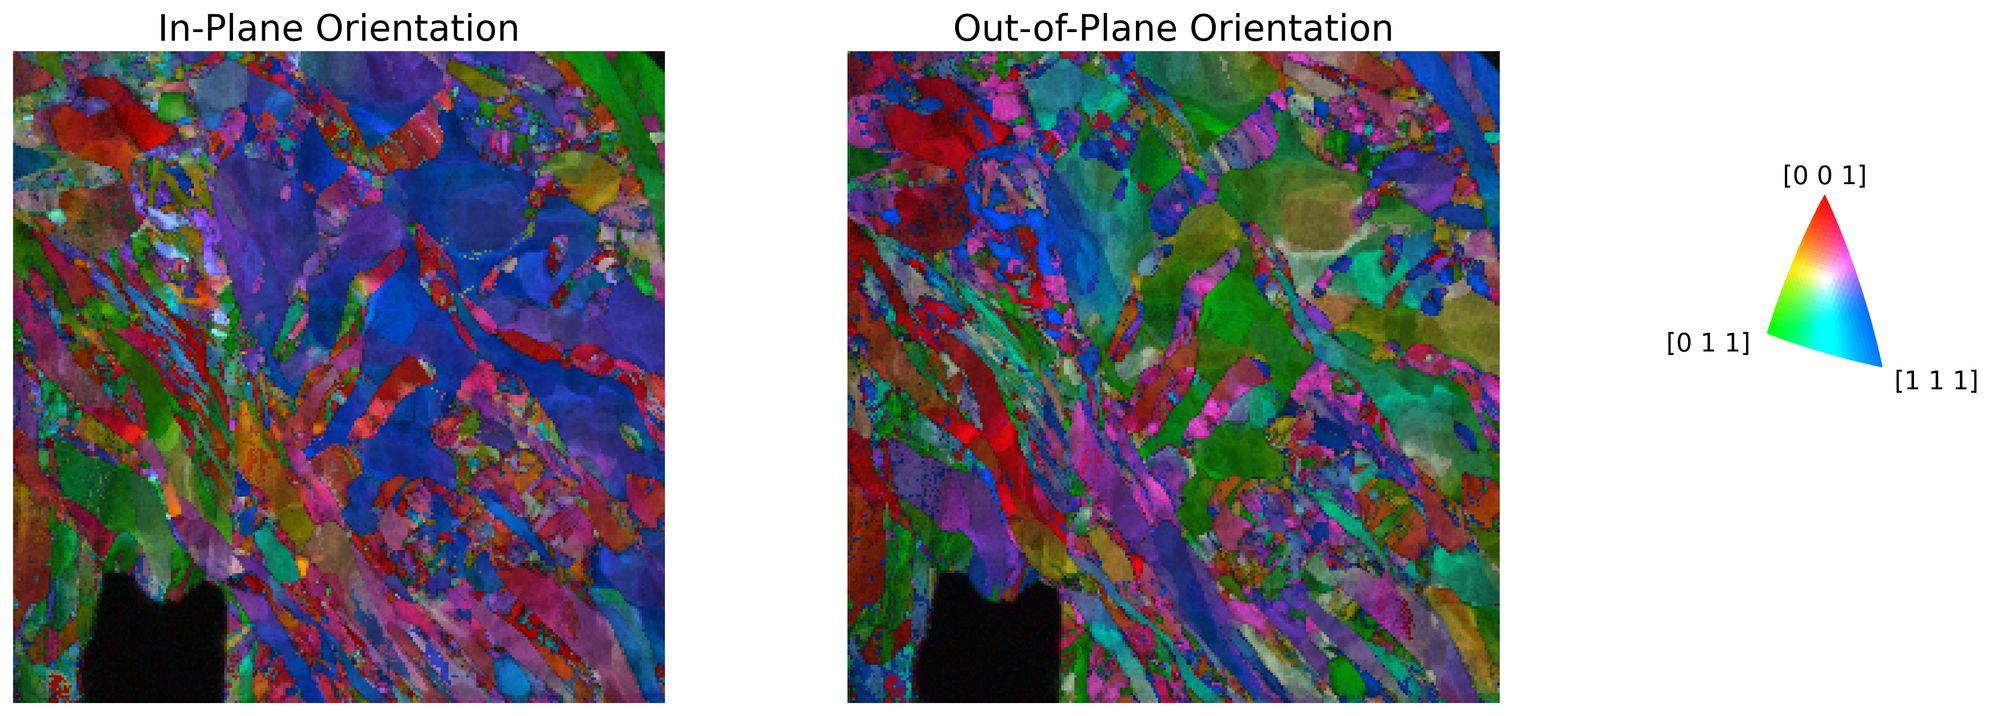 In-Plane Orientation
Out-of-Plane Orientation
[0 0 1]
[0 1 1]
[1 1 1]